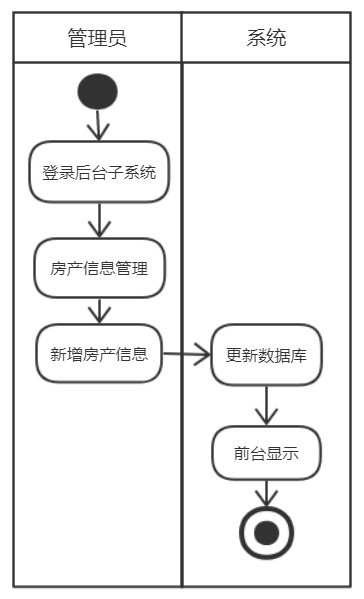 管理员
系统
登录后台子系统
房产信息管理
新增房产信息
更新数据库
前台显示